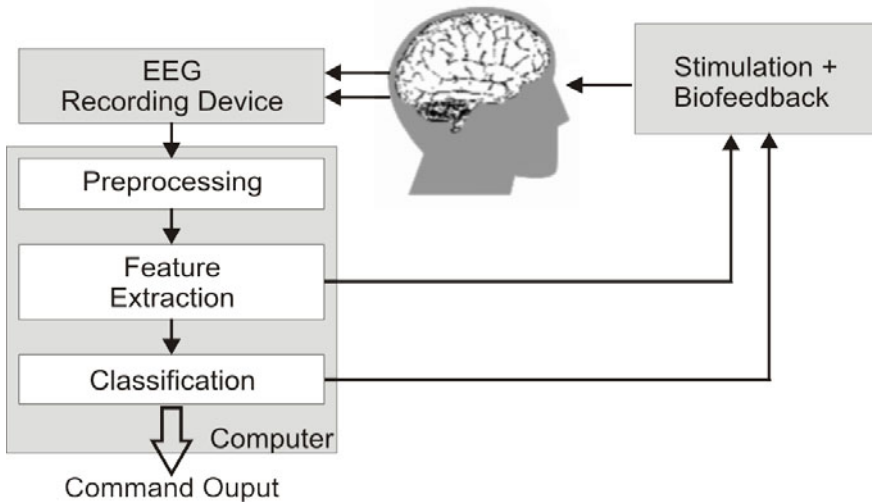 EEG
Recording Device
Stimulation +
Biofeedback
Preprocessing
Feature
Extraction
Classification
Computer
Command Ouput